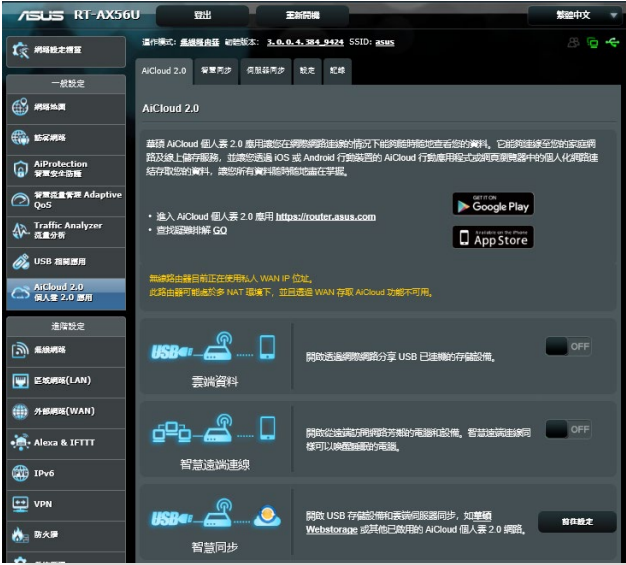 ASUS RT-AX56U
登出
重新開機
繁體中文
網路設定精靈
操作模式: 無線路由器 韌體版本: 3.0.0.4.384_9424 SSID: asus
AiCloud 2.0
智慧同步
伺服器同步
設定
紀錄
一般設定
網路地圖
訪客網路
AiProtection
智慧安全防護
智慧流量管理 Adaptive
QoS
Traffic Analyzer
流量分析
USB 相關應用
AiCloud 2.0
個人雲 2.0 應用
進階設定
無線網路
區域網路(LAN)
外部網路(WAN)
Alexa & IFTTT
IPv6
VPN
防火牆
AiCloud 2.0
華碩 AiCloud 個人雲 2.0 應用讓您在網際網路連線的情況下能夠隨時隨地查看您的資料。它能夠連線至您的家庭網
路及線上儲存服務，並讓您透過 iOS 或 Android 行動裝置的 AiCloud 行動應用程式或網頁瀏覽器中的個人化網路連
結存取您的資料，讓您所有資料隨時隨地盡在掌握。
• 進入 AiCloud 個人雲 2.0 應用 https://router.asus.com
• 查找疑難排解 GO
GET IT ON
Google Play
Available on the iPhone
App Store
無線路由器目前正在使用私人 WAN IP 位址。
此路由器可能處於多 NAT 環境下，並且透過 WAN 存取 AiCloud 功能不可用。
USB
雲端資料
開啟透過網際網路分享 USB 已連機的存儲設備。
OFF
智慧遠端連線
開啟從遠端訪問網路芳鄰的電腦和設備。智慧遠端連線同
樣可以喚醒睡眠的電腦。
OFF
USB
智慧同步
開啟 USB 存儲設備和雲端伺服器同步，如華碩
Webstorage 或其他已啟用的 AiCloud 個人雲 2.0 網路。
前往設定